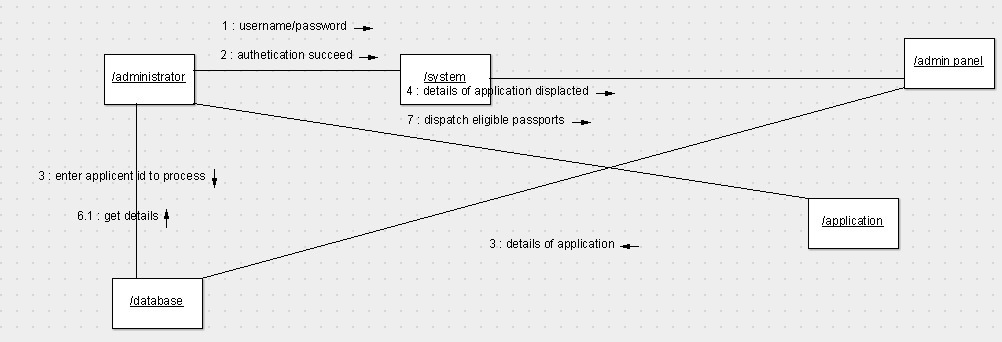 1 : username/password
2 : authetication succeed
/administrator
/system
/admin panel
4 : details of application displacted
7 : dispatch eligible passports
3 : enter applicent id to process
6.1 : get details
/application
3 : details of application
/database